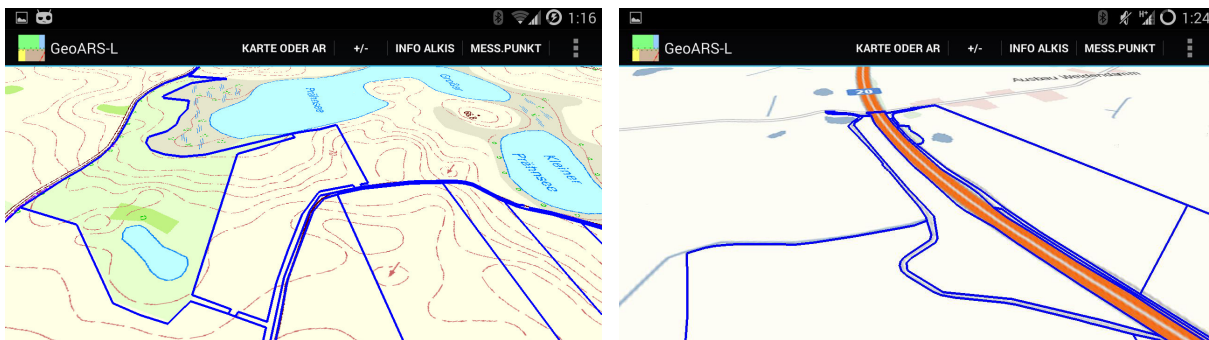 1:16
GeoARS-L KARTE ODER AR +/- INFO ALKIS MESS.PUNKT
Prähnsee
Großer
Kleiner
Prähnsee
H+ 1:24
GeoARS-L KARTE ODER AR +/- INFO ALKIS MESS.PUNKT
20
Ausbau